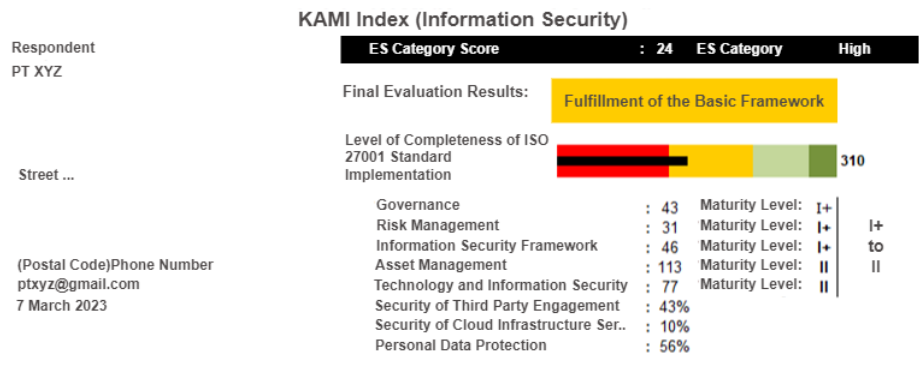 KAMI Index (Information Security)
Respondent
PT XYZ
Street ...
(Postal Code)Phone Number
ptxyz@gmail.com
7 March 2023
ES Category Score : 24 ES Category High
Final Evaluation Results: Fulfillment of the Basic Framework
Level of Completeness of ISO
27001 Standard
Implementation
310
Governance : 43 Maturity Level: I+
Risk Management : 31 Maturity Level: I+
Information Security Framework : 46 Maturity Level: I+
Asset Management : 113 Maturity Level: II
Technology and Information Security : 77 Maturity Level: II
I+
to
II
Security of Third Party Engagement : 43%
Security of Cloud Infrastructure Ser.. : 10%
Personal Data Protection : 56%